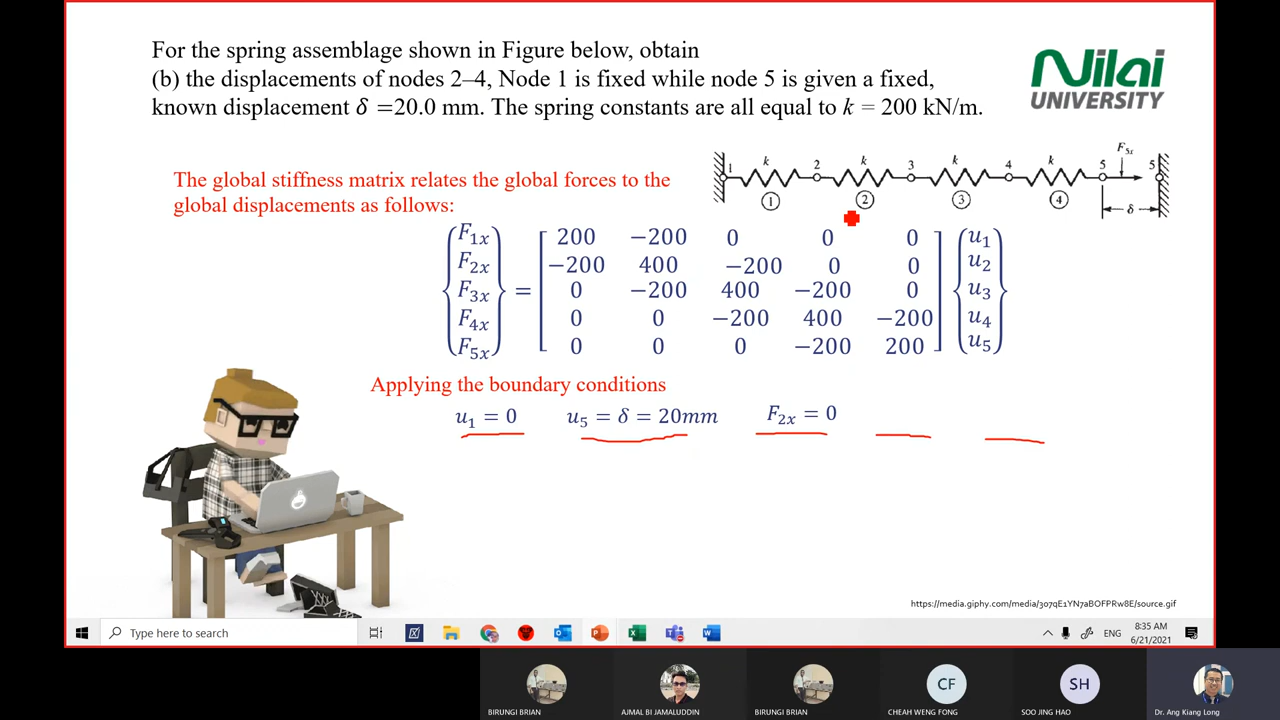 For the spring assemblage shown in Figure below, obtain
(b) the displacements of nodes 2–4, Node 1 is fixed while node 5 is given a fixed,
known displacement δ =20.0 mm. The spring constants are all equal to k = 200 kN/m.
Nilai
UNIVERSITY
The global stiffness matrix relates the global forces to the
global displacements as follows:
1 k 2 k 3 k 4 k 5 F5x 5
1 2 3 4 δ
F1x 200 −200 0 0 0 u1
F2x −200 400 −200 0 0 u2
F3x = 0 −200 400 −200 0 u3
F4x 0 0 −200 400 −200 u4
F5x 0 0 0 −200 200 u5
Applying the boundary conditions
u1 = 0 u5 = δ = 20mm F2x = 0
https://media.giphy.com/media/3o7qE1YN7aBOFPRw8E/source.gif
Type here to search
ENG
8:35 AM
6/21/2021
BIRUNGI BRIAN
AJMAL BI JAMALUDDIN
BIRUNGI BRIAN
CF
CHEAH WENG FONG
SH
SOO JING HAO
Dr. Ang Kiang Long